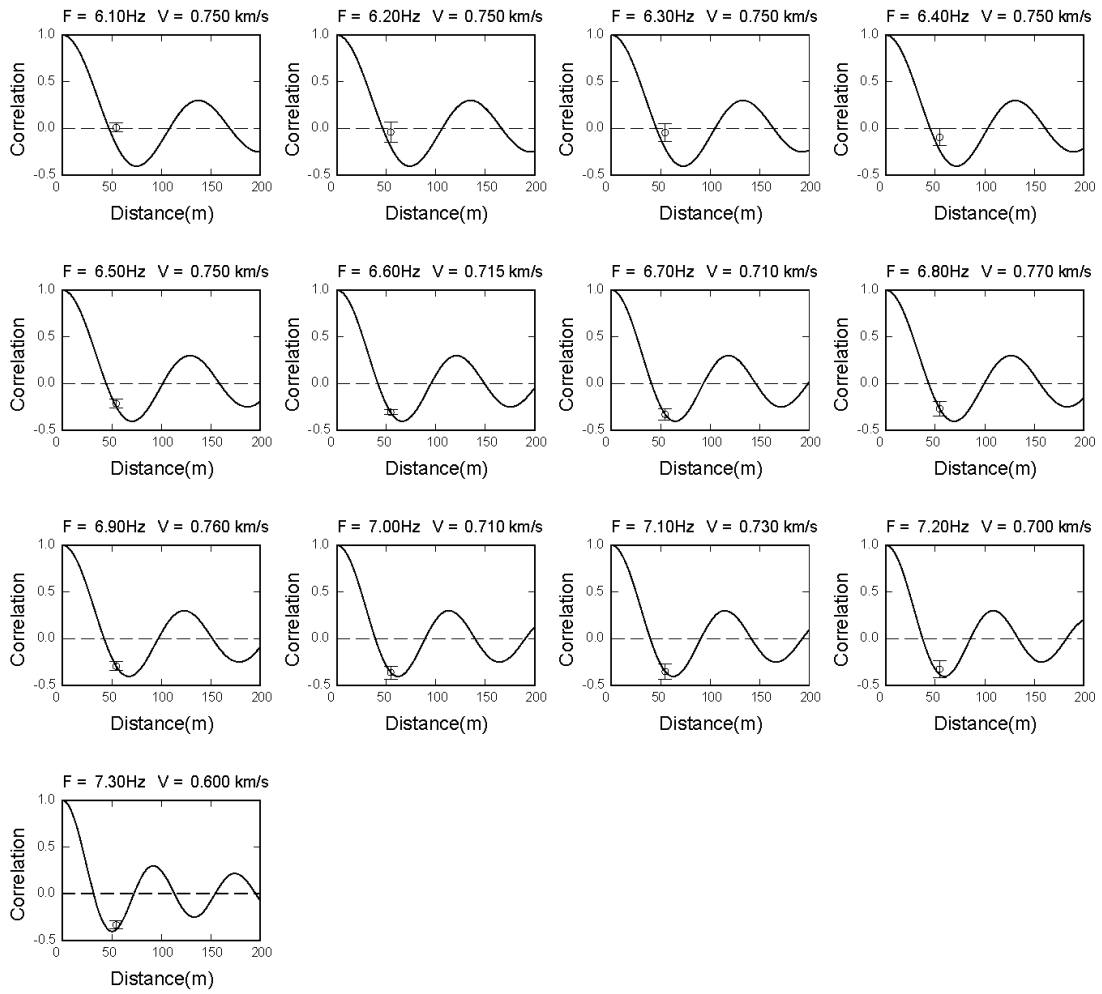 F = 6.10Hz V = 0.750 km/s
F = 6.20Hz V = 0.750 km/s
F = 6.30Hz V = 0.750 km/s
F = 6.40Hz V = 0.750 km/s
1.0 0.5 0.0 -0.5
Correlation
0 50 100 150 200
Distance(m)
1.0 0.5 0.0 -0.5
Correlation
0 50 100 150 200
Distance(m)
1.0 0.5 0.0 -0.5
Correlation
0 50 100 150 200
Distance(m)
1.0 0.5 0.0 -0.5
Correlation
0 50 100 150 200
Distance(m)
F = 6.50Hz V = 0.750 km/s
F = 6.60Hz V = 0.715 km/s
F = 6.70Hz V = 0.710 km/s
F = 6.80Hz V = 0.770 km/s
1.0 0.5 0.0 -0.5
Correlation
0 50 100 150 200
Distance(m)
1.0 0.5 0.0 -0.5
Correlation
0 50 100 150 200
Distance(m)
1.0 0.5 0.0 -0.5
Correlation
0 50 100 150 200
Distance(m)
1.0 0.5 0.0 -0.5
Correlation
0 50 100 150 200
Distance(m)
F = 6.90Hz V = 0.760 km/s
F = 7.00Hz V = 0.710 km/s
F = 7.10Hz V = 0.730 km/s
F = 7.20Hz V = 0.700 km/s
1.0 0.5 0.0 -0.5
Correlation
0 50 100 150 200
Distance(m)
1.0 0.5 0.0 -0.5
Correlation
0 50 100 150 200
Distance(m)
1.0 0.5 0.0 -0.5
Correlation
0 50 100 150 200
Distance(m)
1.0 0.5 0.0 -0.5
Correlation
0 50 100 150 200
Distance(m)
F = 7.30Hz V = 0.600 km/s
1.0 0.5 0.0 -0.5
Correlation
0 50 100 150 200
Distance(m)